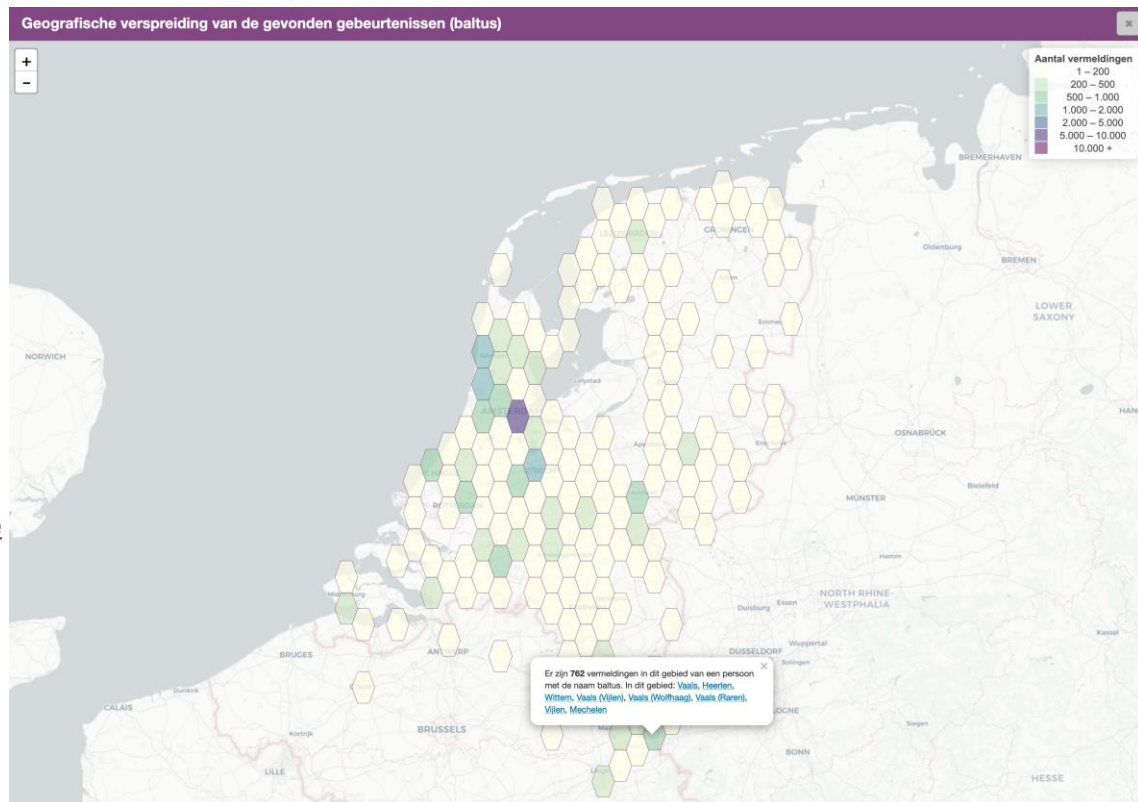 Geografische verspreiding van de gevonden gebeurtenissen (baltus)
+
−
Aantal vermeldingen
1 – 200
200 – 500
500 – 1.000
1.000 – 2.000
2.000 – 5.000
5.000 – 10.000
10.000 +
BREMERHAVEN
GRONINGEN
Oldenburg
BREMEN
LOWER
SAXONY
NORWICH
Lelystad
OSNABRÜCK
Bielefeld
MÜNSTER
Hamm
NORTH RHINE-
WESTPHALIA
Duisburg
Essen
Wuppertal
Kassel
DÜSSELDORF
Solingen
BRUGES
Dunkirk
CALAIS
BRUSSELS
Kortrijk
LILLE
Siegen
BONN
HESSE
Er zijn 762 vermeldingen in dit gebied van een persoon
met de naam baltus. In dit gebied: Vaals, Heerlen,
Wittem, Vaals (Vijlen), Vaals (Wolfhaag), Vaals (Raren),
Vijlen, Mechelen